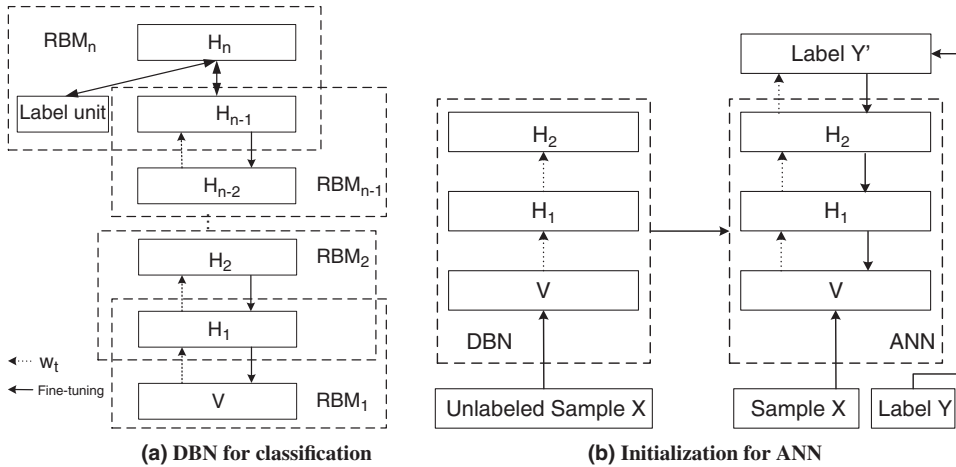 RBMn
Hn
Label unit
Hn-1
Hn-2
RBMn-1
H2
RBM2
H1
wt
Fine-tuning
V
RBM1
(a) DBN for classification
Label Y'
H2
H2
H1
H1
V
V
DBN
ANN
Unlabeled Sample X
Sample X
Label Y
(b) Initialization for ANN